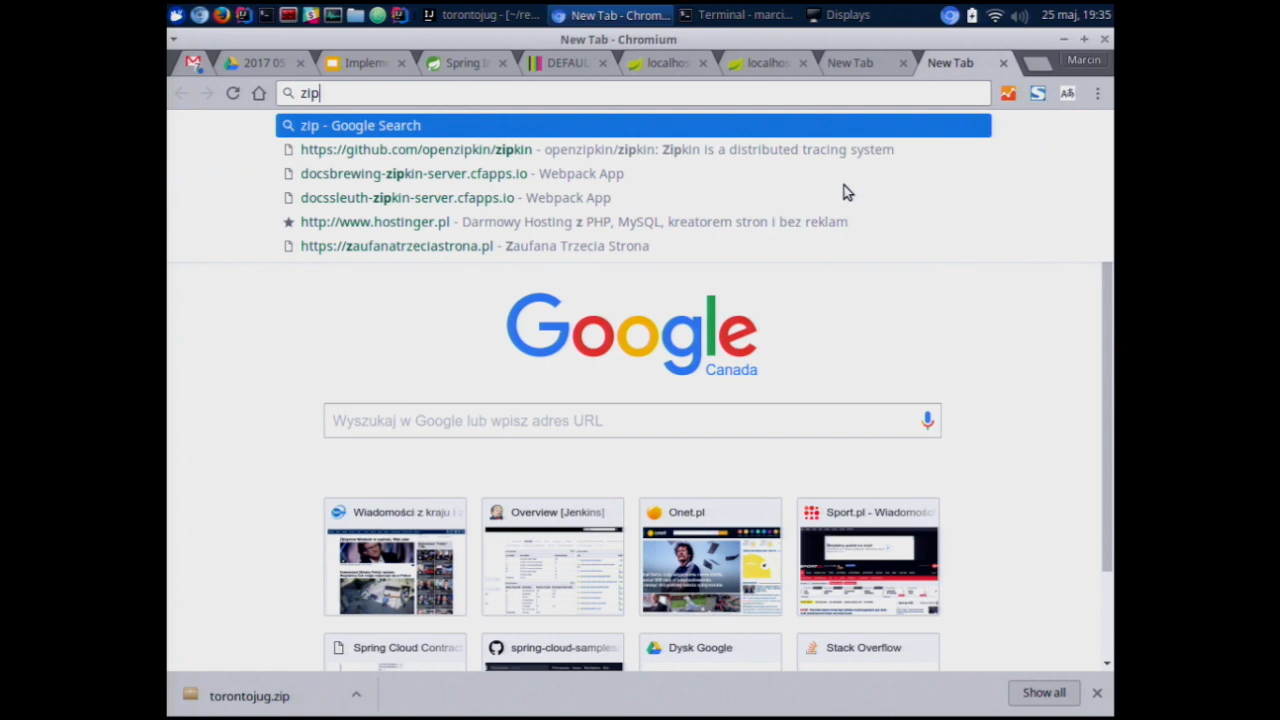 torontojug - [~/re...
New Tab - Chrom...
Terminal - marci...
Displays
25 maj, 19:35
New Tab - Chromium
2017 05
Implem
Spring I
DEFAUL
localhos
localhos
New Tab
New Tab
Marcin
zip
zip - Google Search
https://github.com/openzipkin/zipkin - openzipkin/zipkin: Zipkin is a distributed tracing system
docsbrewing-zipkin-server.cfapps.io - Webpack App
docssleuth-zipkin-server.cfapps.io - Webpack App
http://www.hostinger.pl - Darmowy Hosting z PHP, MySQL, kreatorem stron i bez reklam
https://zaufanatrzeciastrona.pl - Zaufana Trzecia Strona
Google
Canada
Wyszukaj w Google lub wpisz adres URL
Wiadomości z kraju i z
Overview [Jenkins]
Onet.pl
Sport.pl - Wiadomości
Spring Cloud Contrac
spring-cloud-samples
Dysk Google
Stack Overflow
torontojug.zip
Show all